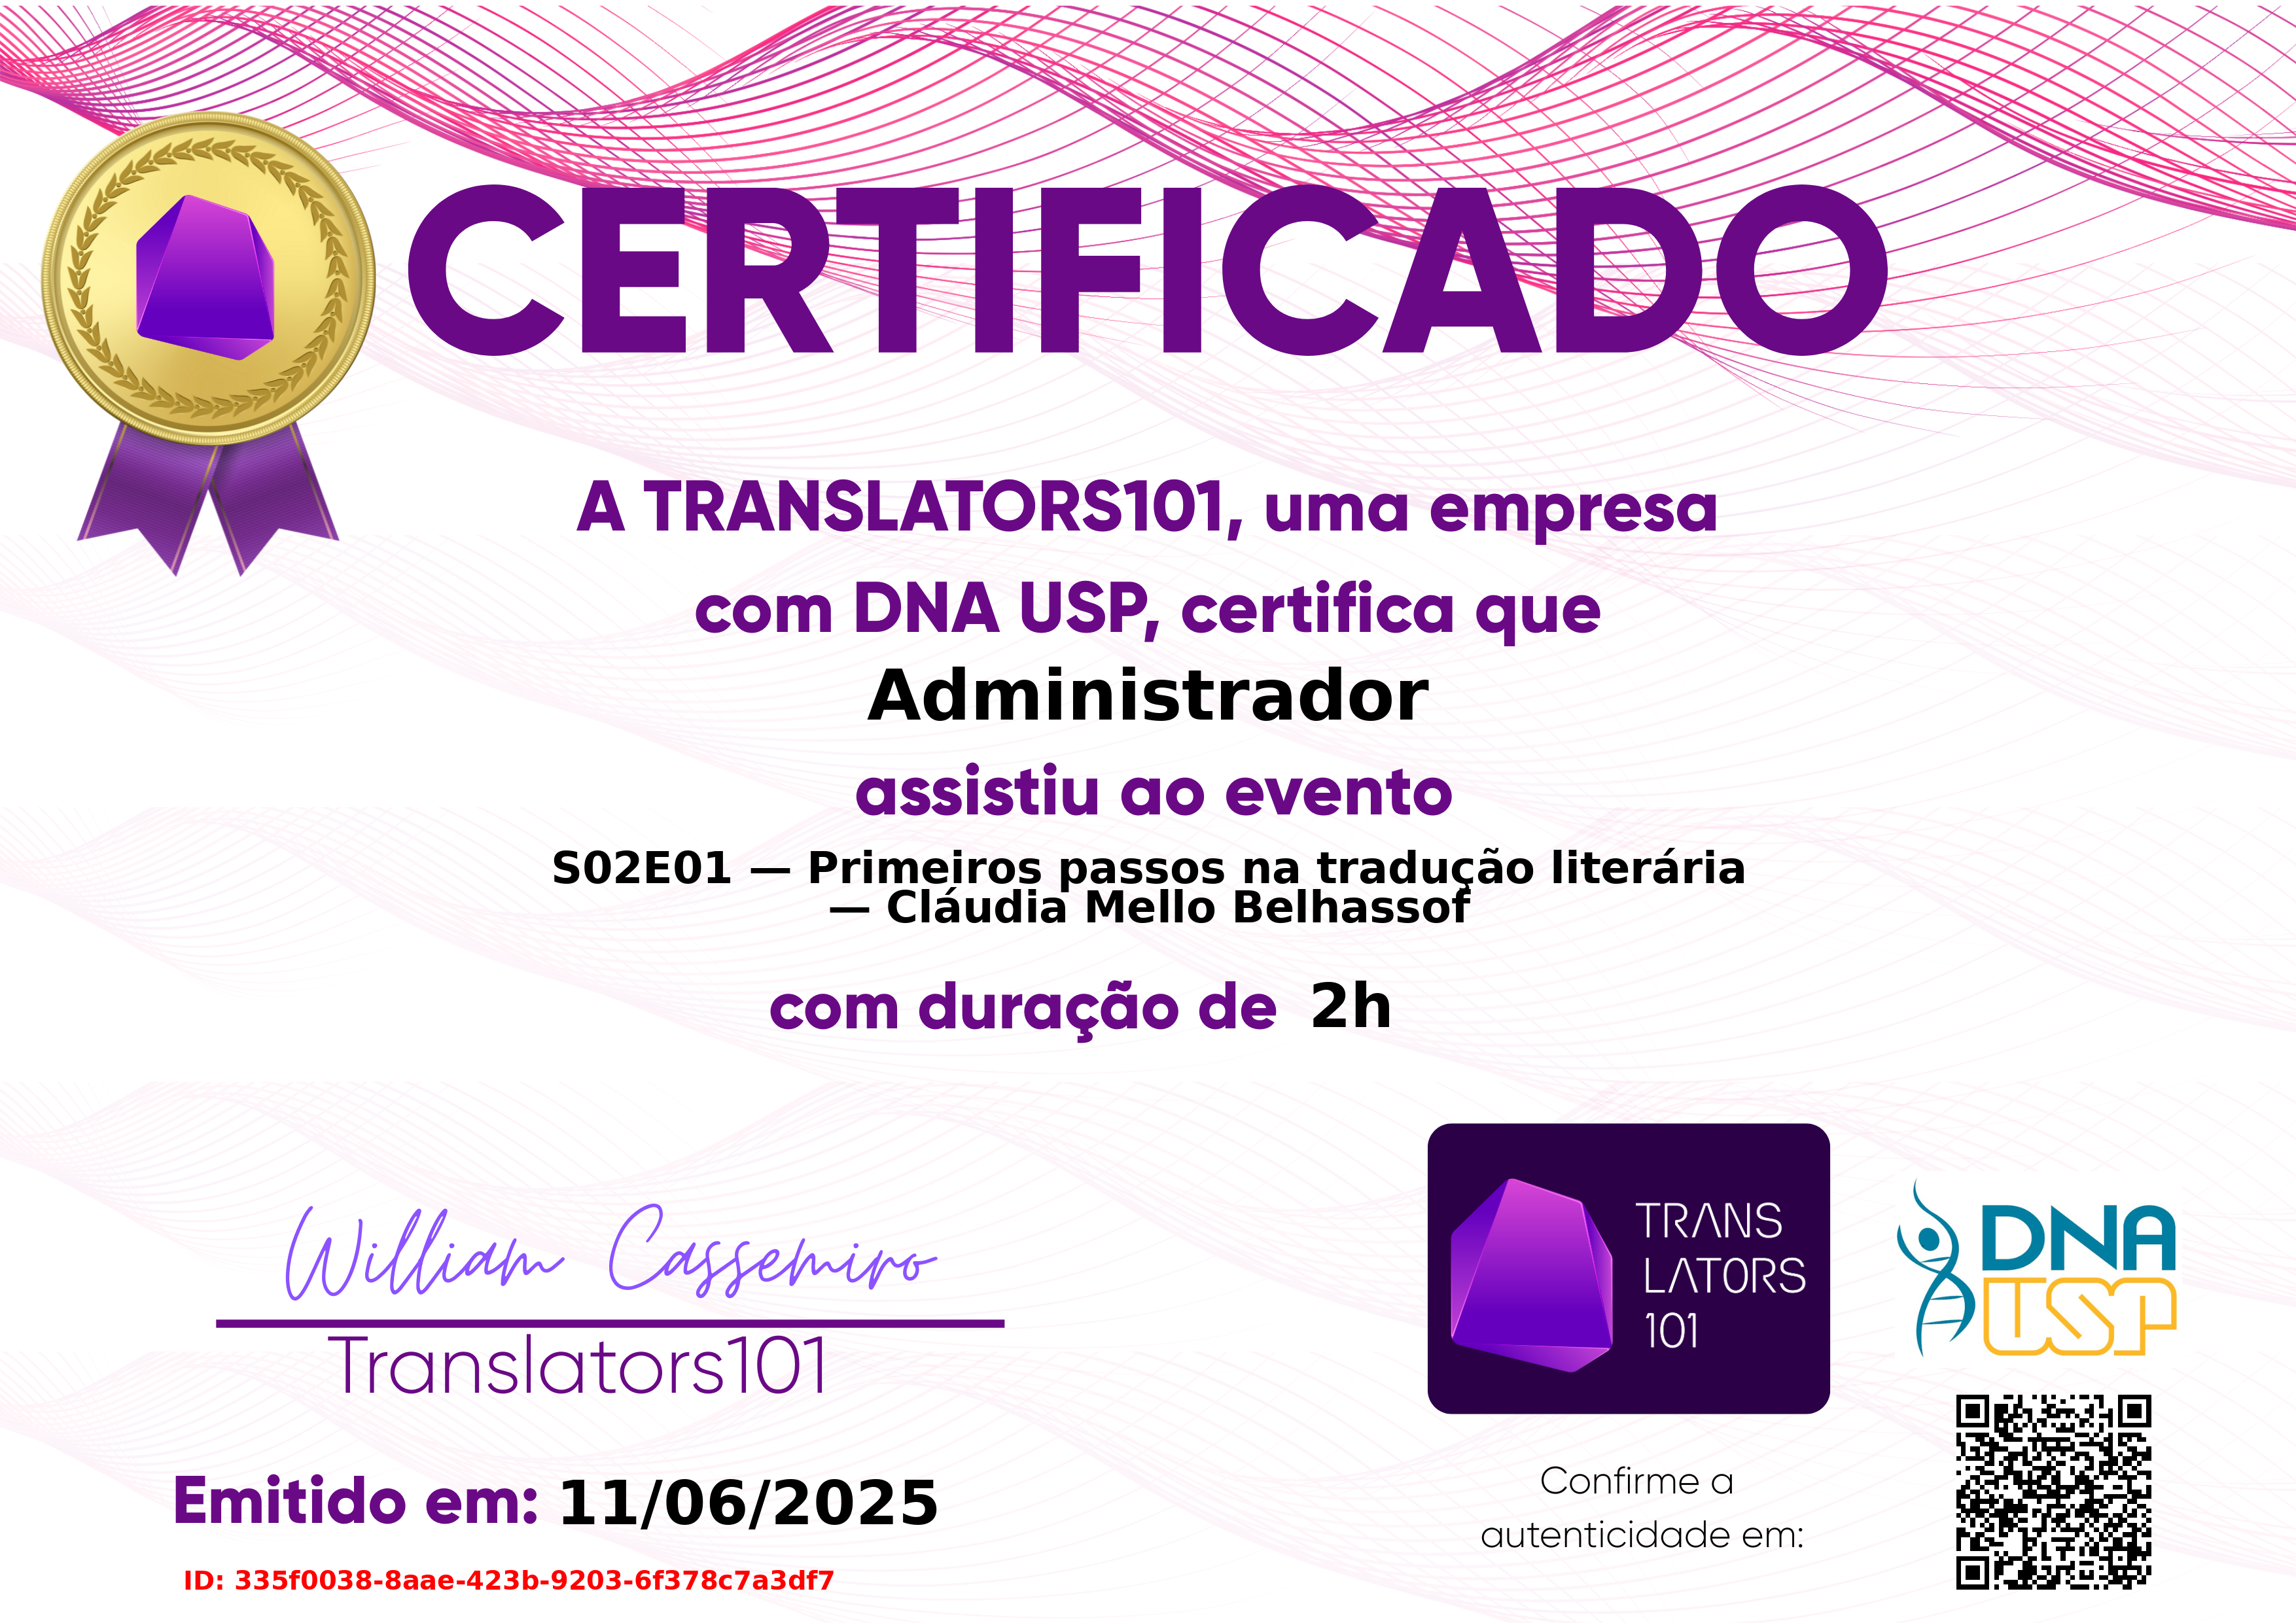 CERTIFICADO
A TRANSLATORS101, uma empresa
com DNA USP, certifica que
Administrador
assistiu ao evento
S02E01 — Primeiros passos na tradução literária
— Cláudia Mello Belhassof
com duração de 2h
William Cassemiro
Translators101
Emitido em: 11/06/2025
ID: 335f0038-8aae-423b-9203-6f378c7a3df7
TRANS
LATORS
101
DNA
USP
Confirme a
autenticidade em: